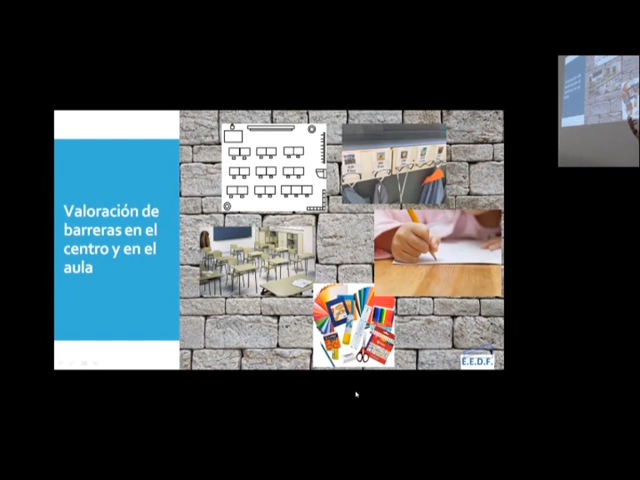 Valoración de
barreras en el
centro y en el
aula
E.E.D.F.